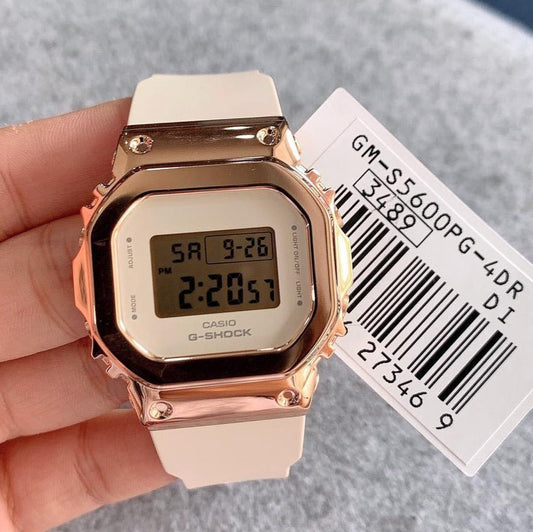 SA 9-26
PM
2:20 57
ADJUST
MODE
LIGHT ON/OFF
LIGHT
CASIO
G-SHOCK
GM-S5600PG-4DR
3489
DI
27346 9